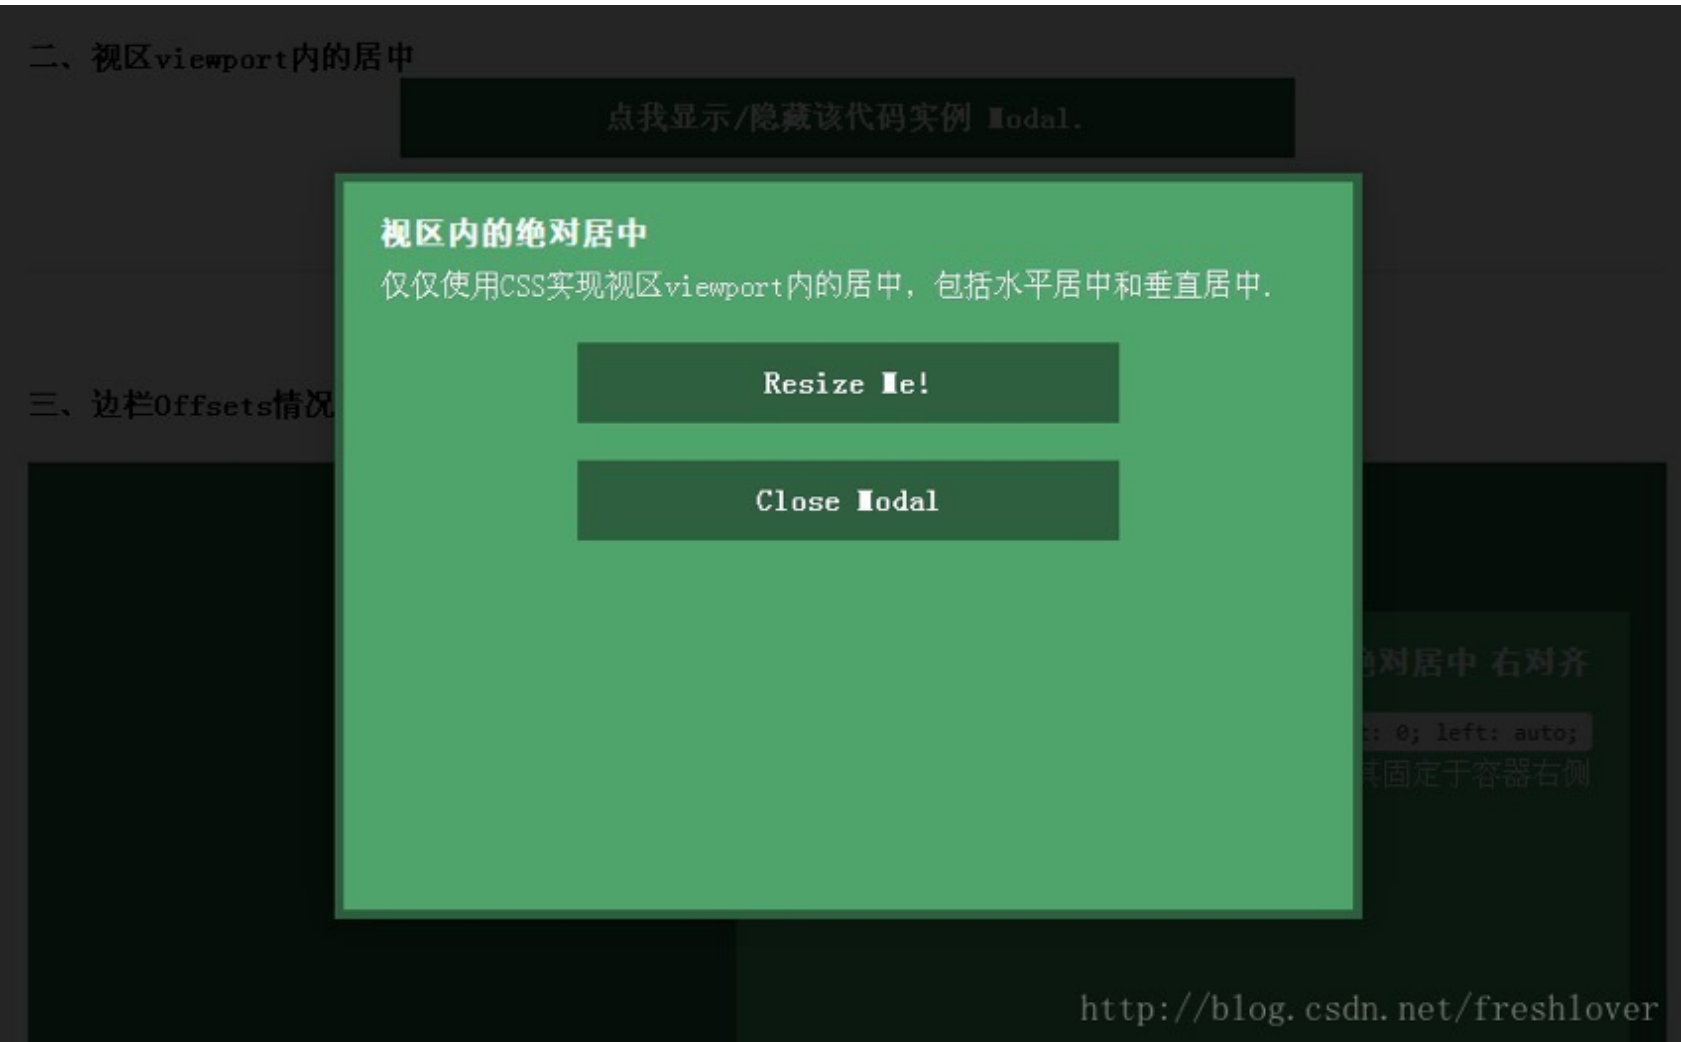 二、视区viewport内的居中
点我显示/隐藏该代码实例 Modal.
视区内的绝对居中
仅仅使用CSS实现视区viewport内的居中，包括水平居中和垂直居中.
Resize Me!
三、边栏Offsets情况
Close Modal
对居中 右对齐
: 0; left: auto;
固定于容器右侧
http://blog.csdn.net/freshlover